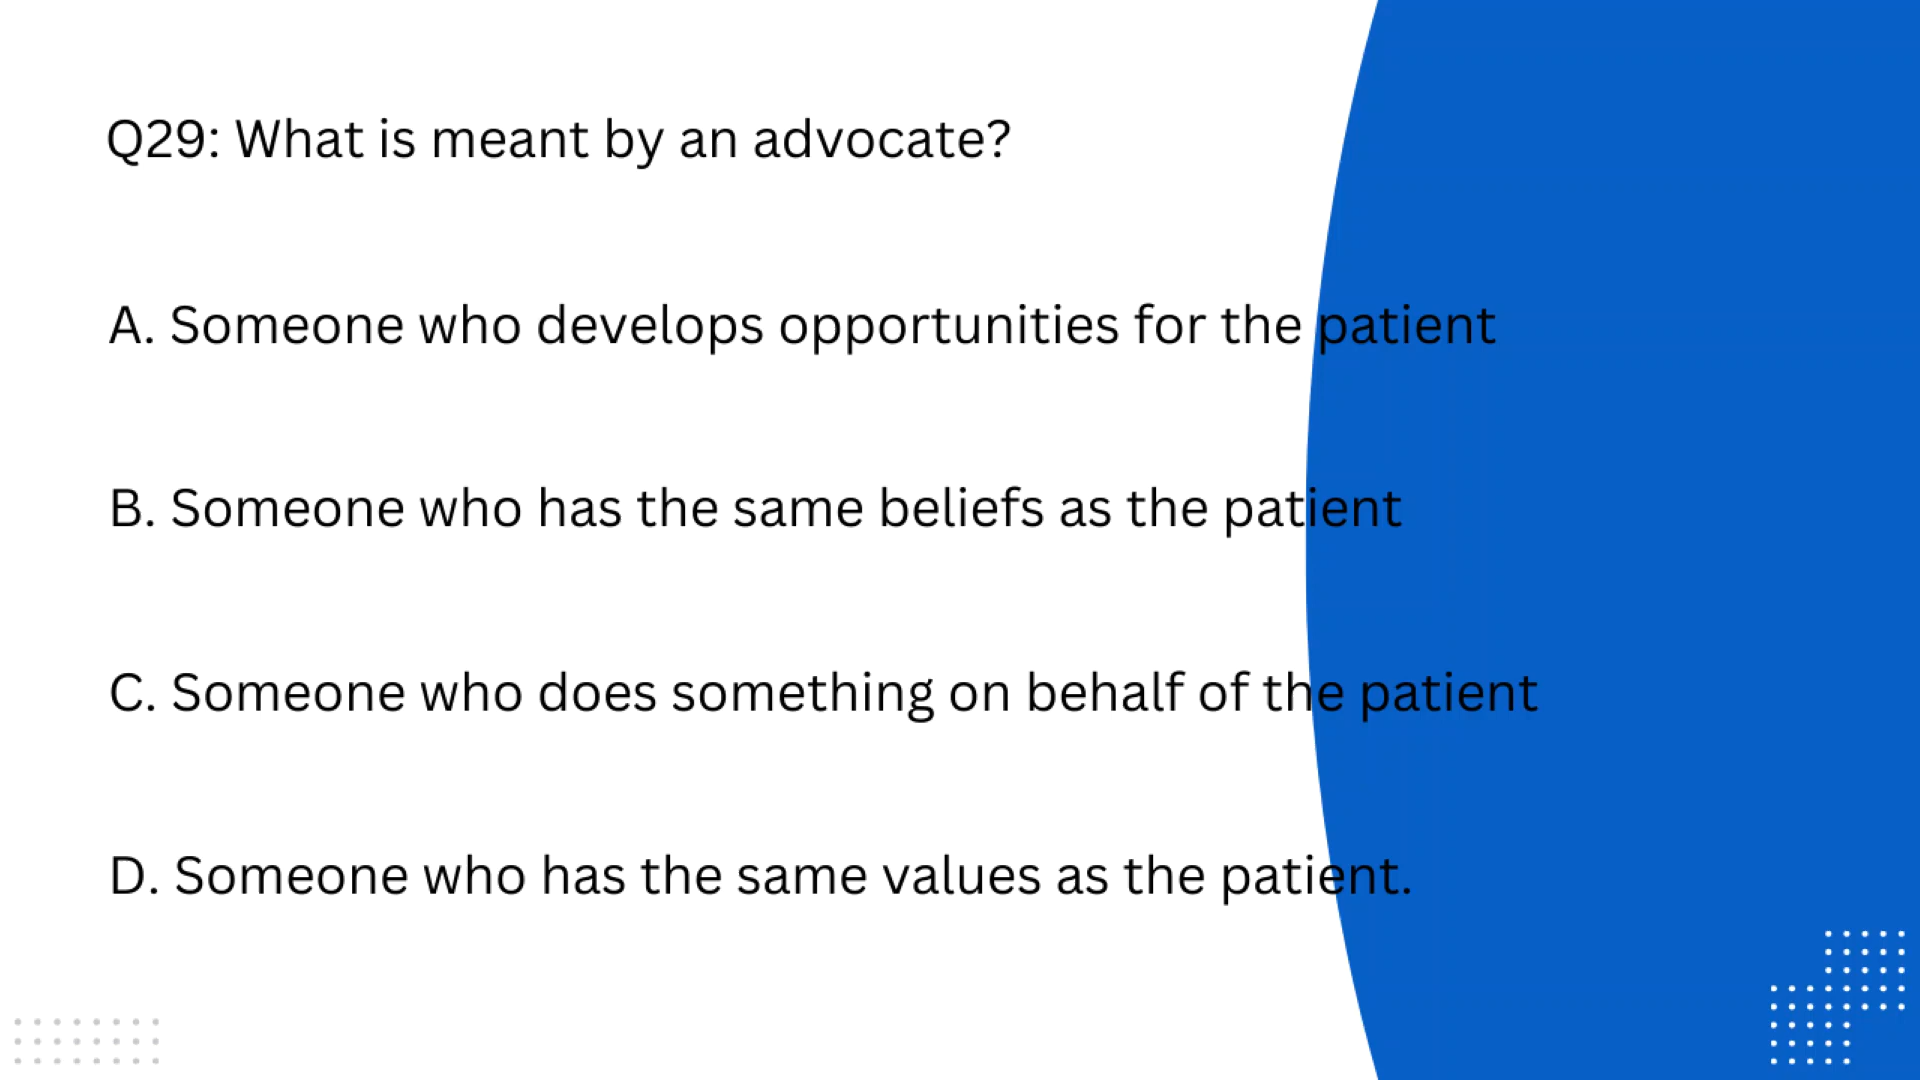 Q29: What is meant by an advocate?
A. Someone who develops opportunities for the patient
B. Someone who has the same beliefs as the patient
C. Someone who does something on behalf of the patient
D. Someone who has the same values as the patient.